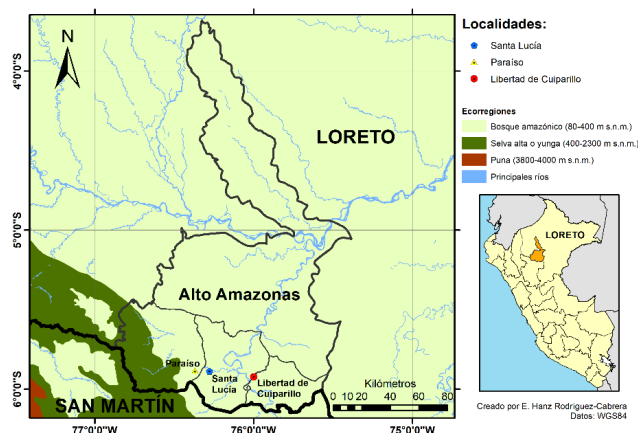 N
4°0'0"S
5°0'0"S
6°0'0"S
77°0'0"W
76°0'0"W
75°0'0"W
LORETO
Alto Amazonas
Paraíso
Santa
Lucía
Libertad de
Cuiparillo
SAN MARTÍN
Kilómetros
0 10 20 40 60 80
Localidades:
Santa Lucía
Paraíso
Libertad de Cuiparillo
Ecorregiones
Bosque amazónico (80-400 m s.n.m.)
Selva alta o yunga (400-2300 m s.n.m.)
Puna (3800-4000 m s.n.m.)
Principales ríos
LORETO
Creado por E. Hanz Rodriguez-Cabrera
Datos: WGS84